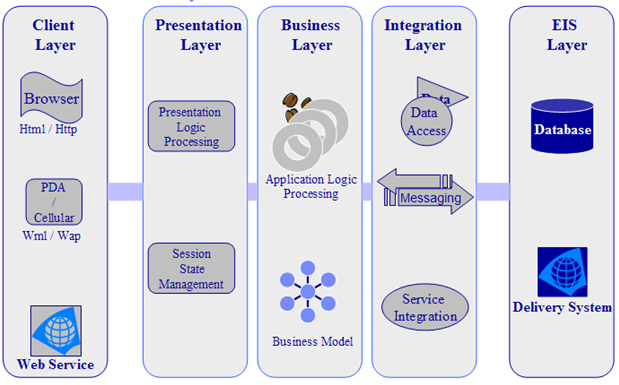 Client
Layer
Browser
Html / Http
PDA
/
Cellular
Wml / Wap
Web Service
Presentation
Layer
Presentation
Logic
Processing
Session
State
Management
Business
Layer
Application Logic
Processing
Business Model
Integration
Layer
Data
Data
Access
Messaging
Service
Integration
EIS
Layer
Database
Delivery System